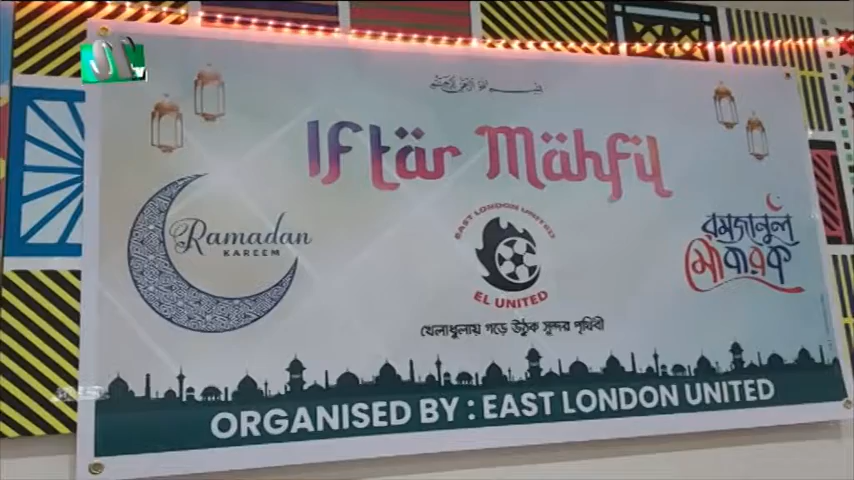 Iftar Mahfil
Ramadan
KAREEM
EAST LONDON UNITED
EL UNITED
রমজানুল
মোবারক
খেলাধুলায় গড়ে উঠুক সুন্দর পৃথিবী
ORGANISED BY : EAST LONDON UNITED